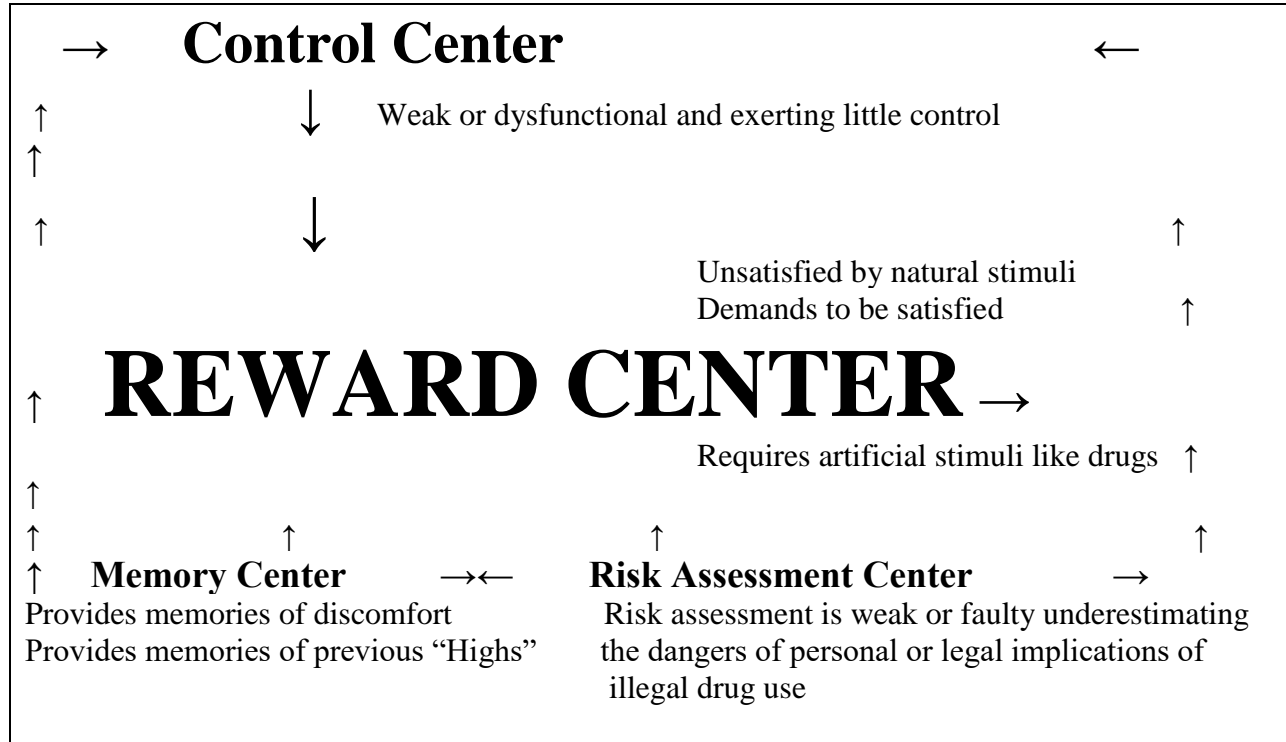 → Control Center ←
↑ ↓ Weak or dysfunctional and exerting little control
↑
↑ ↓ ↑
Unsatisfied by natural stimuli
Demands to be satisfied ↑
↑ REWARD CENTER →
Requires artificial stimuli like drugs ↑
↑
↑ ↑ ↑ ↑
↑ Memory Center →← Risk Assessment Center →
Provides memories of discomfort Risk assessment is weak or faulty underestimating
Provides memories of previous “Highs” the dangers of personal or legal implications of
illegal drug use